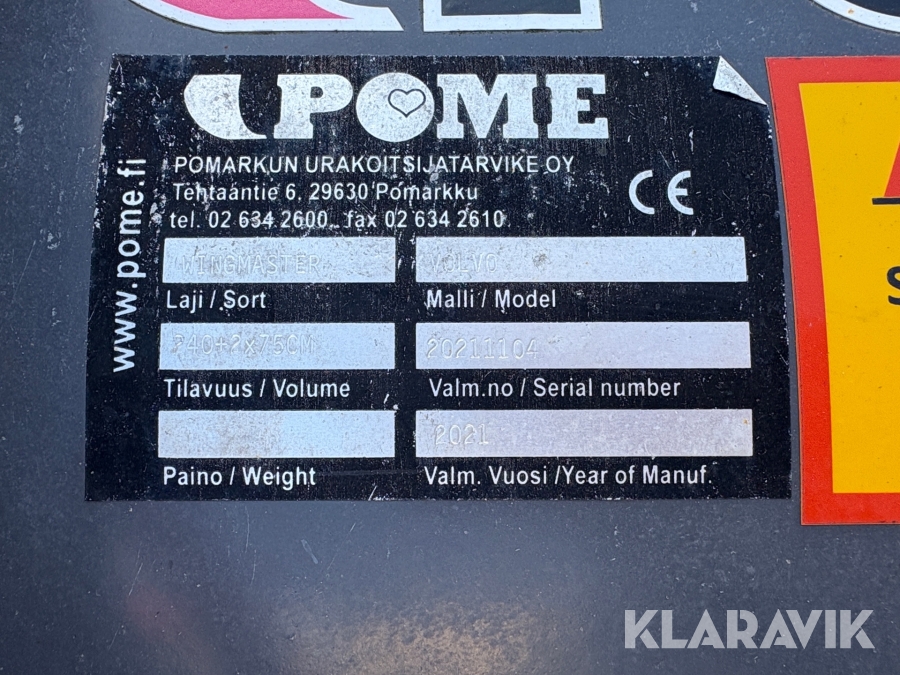 POME
POMARKUN URAKOITSIJATARVIKE OY
Tehtaantie 6, 29630 Pomarkku
tel. 02 634 2600 fax 02 634 2610
CE
www.pome.fi
WINGMASTER
VOLVO
Laji / Sort
Malli / Model
240+2x75CM
20211104
Tilavuus / Volume
Valm.no / Serial number
2021
Paino / Weight
Valm. Vuosi /Year of Manuf.
S
KLARAVIK